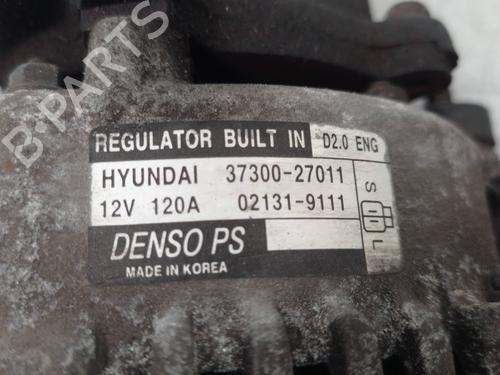 REGULATOR BUILT IN D2.0 ENG
HYUNDAI 37300-27011
12V 120A 02131-9111
S
L
DENSO PS
MADE IN KOREA
B-PARTS